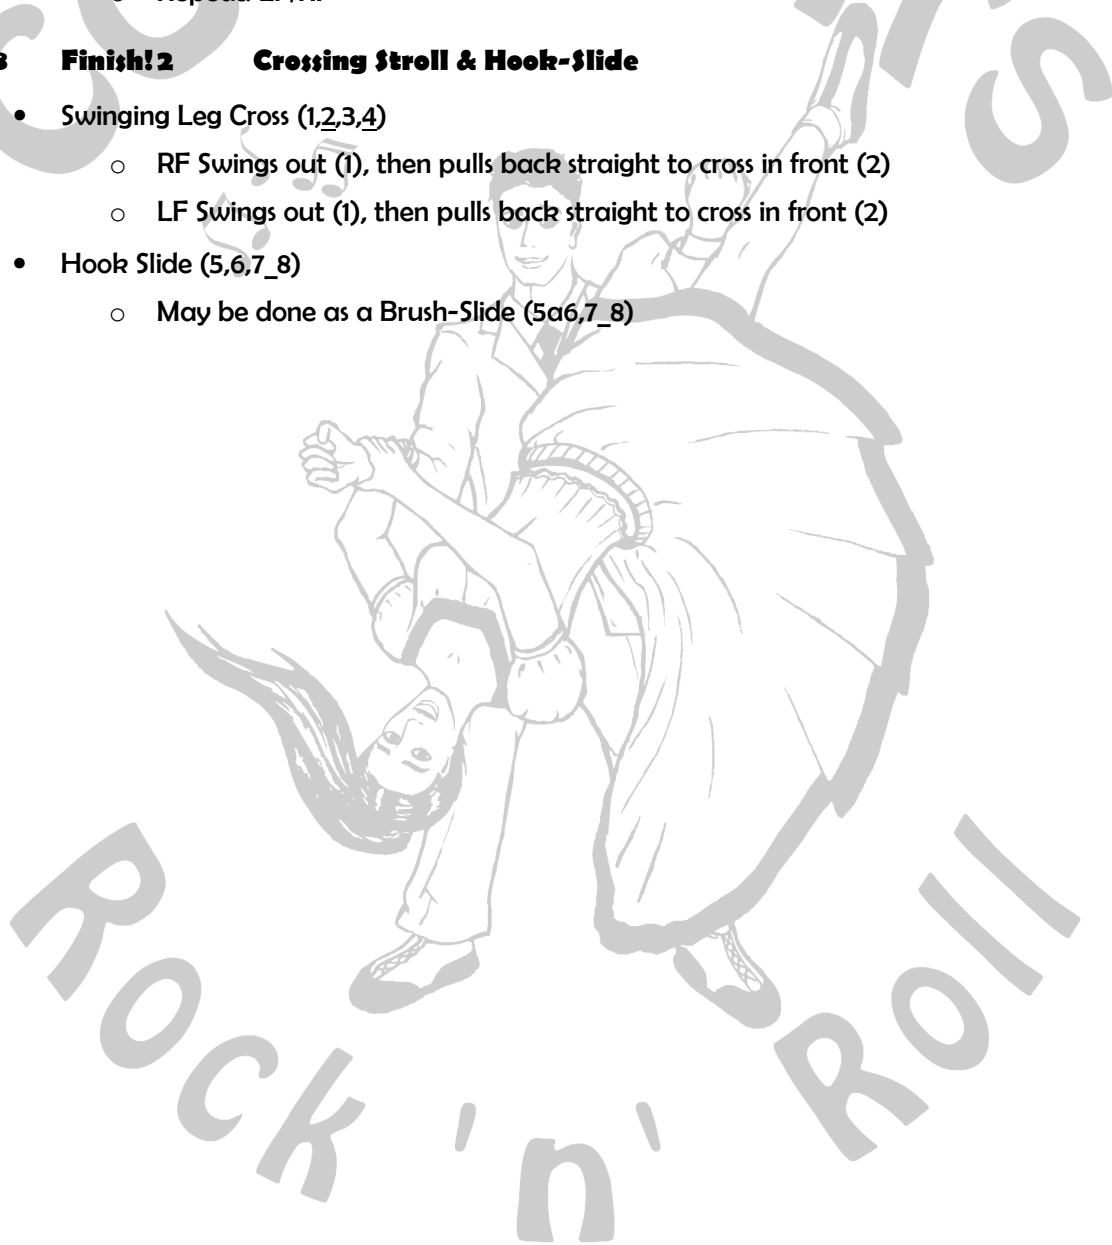 3 Finish! 2 Crossing Stroll & Hook-Slide
• Swinging Leg Cross (1,2,3,4)
o RF Swings out (1), then pulls back straight to cross in front (2)
o LF Swings out (1), then pulls back straight to cross in front (2)
• Hook Slide (5,6,7_8)
o May be done as a Brush-Slide (5a6,7_8)
Rock 'n' Roll